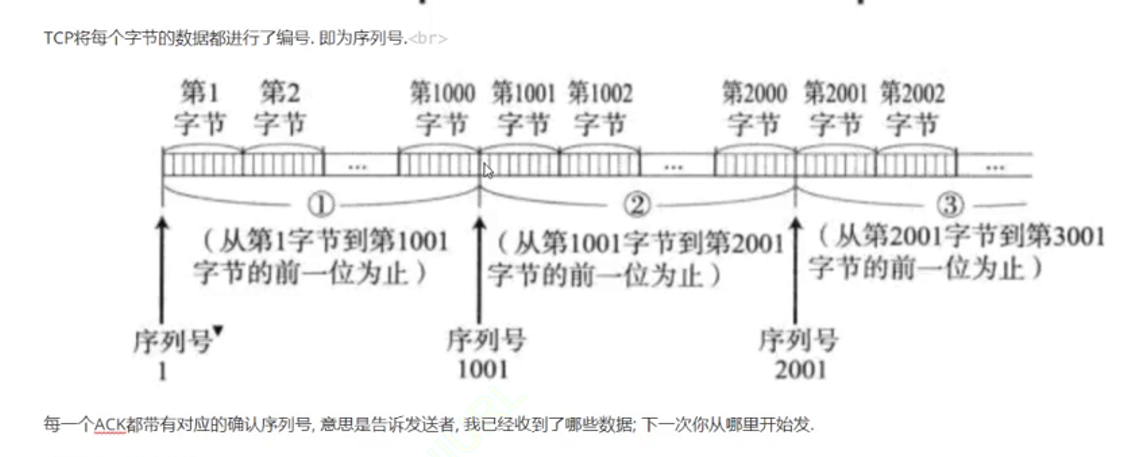 TCP将每个字节的数据都进行了编号. 即为序列号.<br>
第1 第2 第1000 第1001 第1002 第2000 第2001 第2002
字节 字节 字节 字节 字节 字节 字节 字节
... ... ...
① ② ③
（从第1字节到第1001 （从第1001字节到第2001 （从第2001字节到第3001
字节的前一位为止） 字节的前一位为止） 字节的前一位为止）
序列号 序列号 序列号
1 1001 2001
每一个ACK都带有对应的确认序列号, 意思是告诉发送者, 我已经收到了哪些数据; 下一次你从哪里开始发.